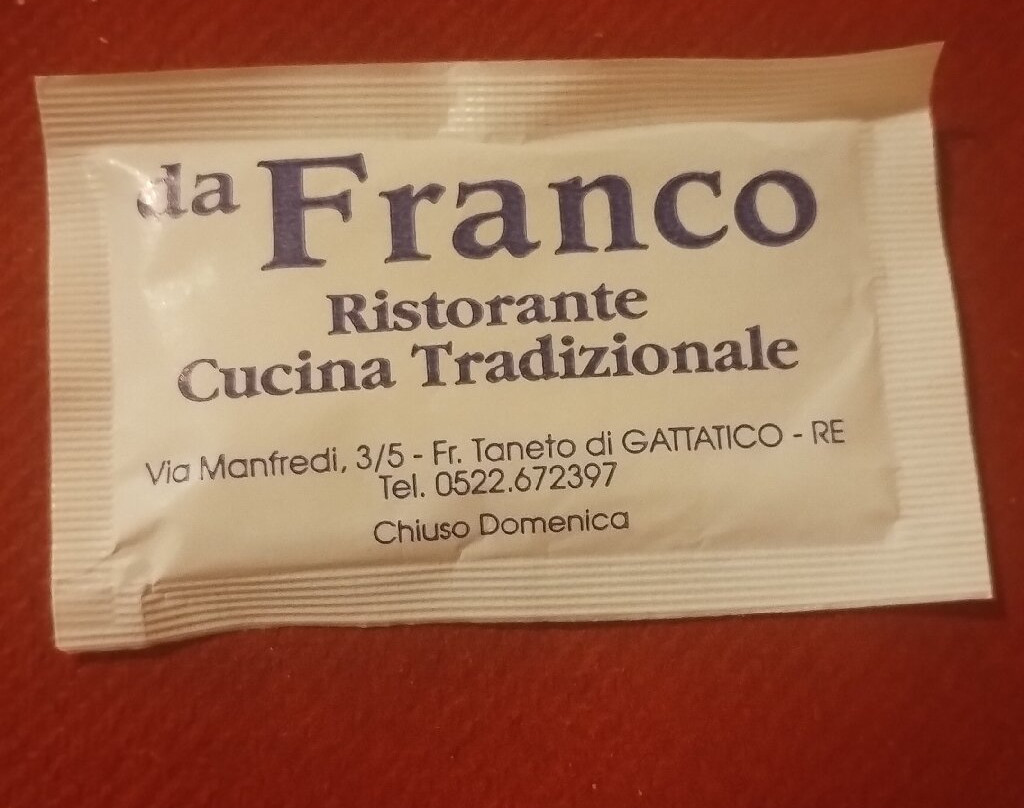 da Franco
Ristorante
Cucina Tradizionale
Via Manfredi, 3/5 - Fr. Taneto di GATTATICO - RE
Tel. 0522.672397
Chiuso Domenica